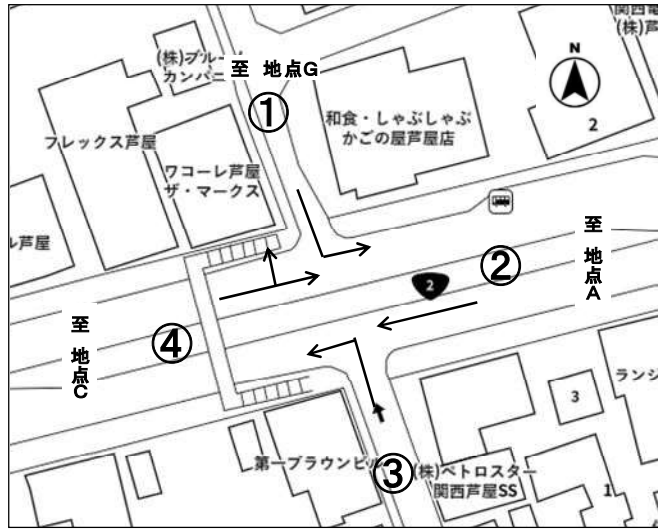 関西電
(株)芦
(株)ブルーム
カンパニ
至 地点G
①
N
和食・しゃぶしゃぶ
かごの屋芦屋店
2
フレックス芦屋
ワコーレ芦屋
ザ・マークス
ル芦屋
②
至 地点A
2
至 地点C
④
ランシ
3
第一ブラウンビル
③
(株)ペトロスター
関西芦屋SS
1